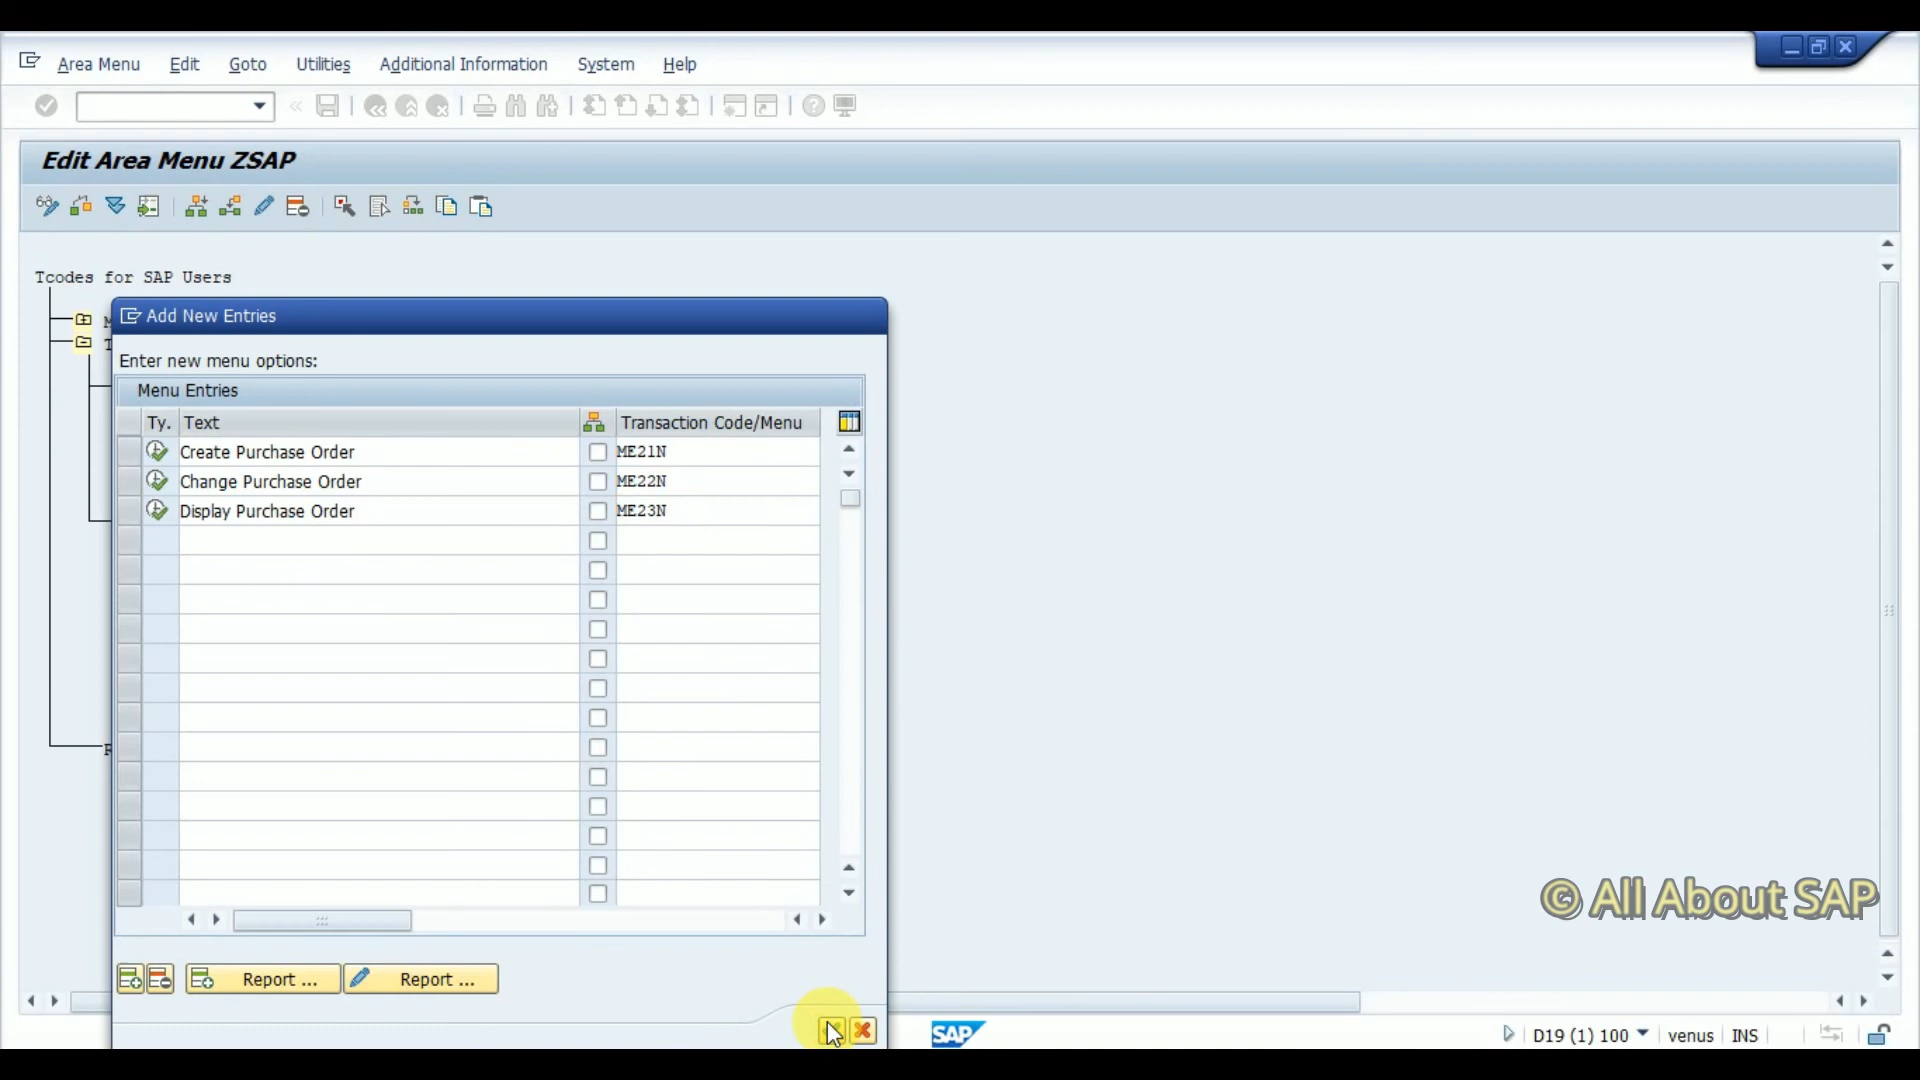 Area Menu Edit Goto Utilities Additional Information System Help
Edit Area Menu ZSAP
Tcodes for SAP Users
Add New Entries
Enter new menu options:
Menu Entries
Ty. Text Transaction Code/Menu
Create Purchase Order ME21N
Change Purchase Order ME22N
Display Purchase Order ME23N
© All About SAP
Report ... Report ...
SAP D19 (1) 100 venus INS